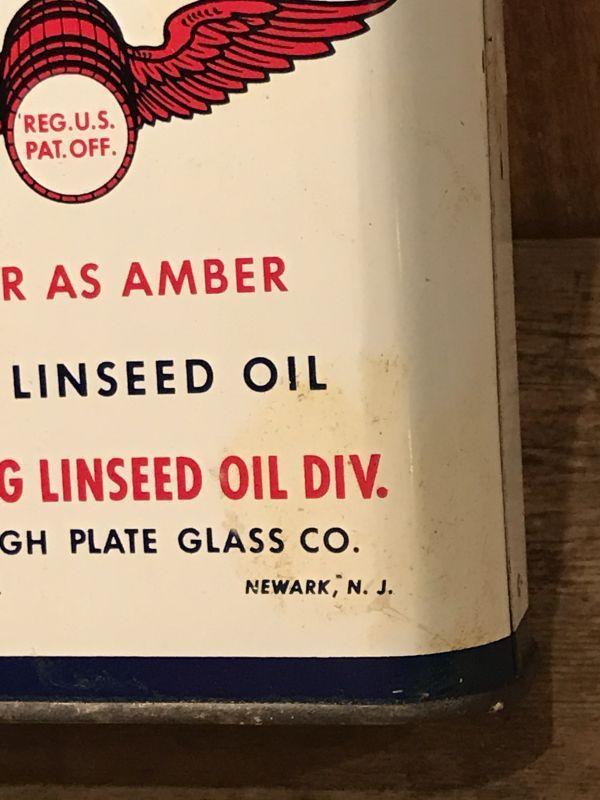 REG.U.S.
PAT.OFF.
R AS AMBER
LINSEED OIL
G LINSEED OIL DIV.
GH PLATE GLASS CO.
NEWARK, N. J.